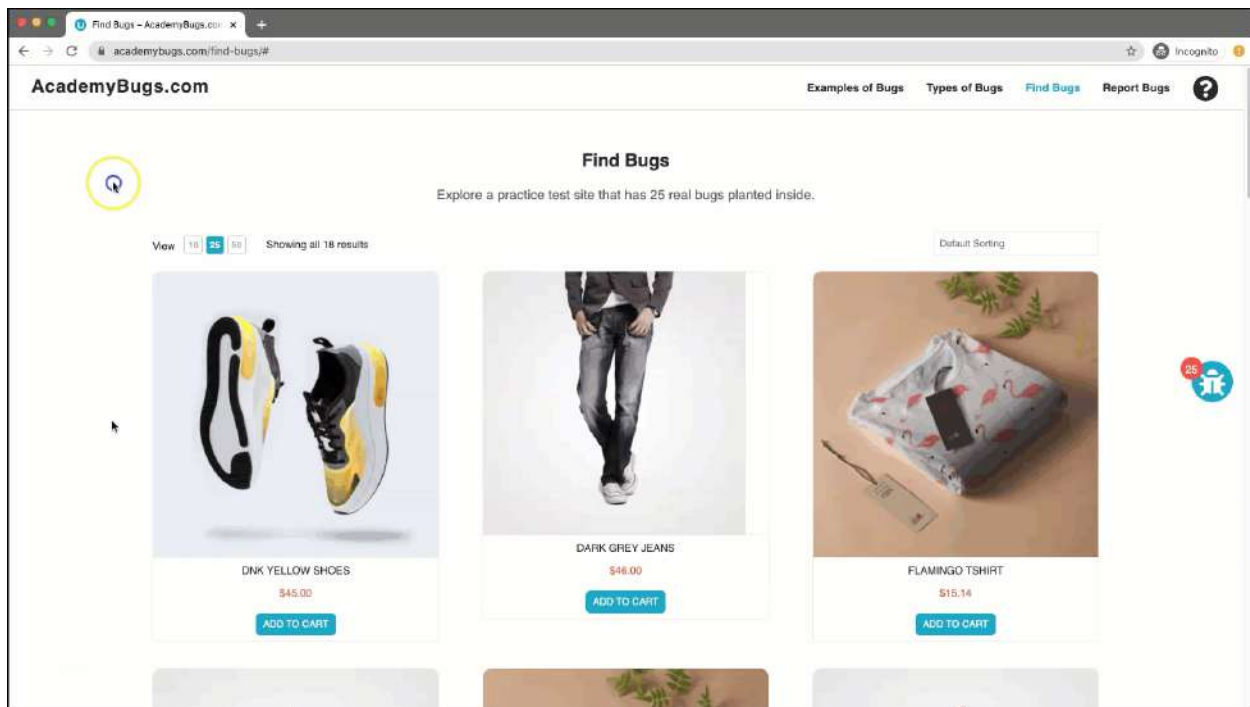 Find Bugs – AcademyBugs.com
academybugs.com/find-bugs/#
Incognito
AcademyBugs.com
Examples of Bugs
Types of Bugs
Find Bugs
Report Bugs
?
Find Bugs
Explore a practice test site that has 25 real bugs planted inside.
View 10 25 50 Showing all 18 results
Default Sorting
25
DNK YELLOW SHOES
$45.00
ADD TO CART
DARK GREY JEANS
$46.00
ADD TO CART
FLAMINGO TSHIRT
$15.14
ADD TO CART